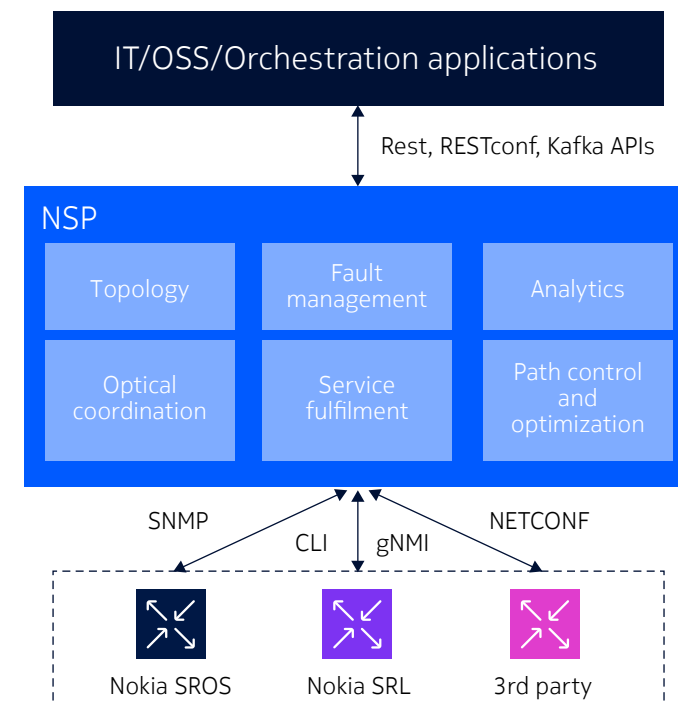 IT/OSS/Orchestration applications
Rest, RESTconf, Kafka APIs
NSP
Topology
Fault
management
Analytics
Optical
coordination
Service
fulfilment
Path control
and
optimization
SNMP
CLI
gNMI
NETCONF
Nokia SROS
Nokia SRL
3rd party